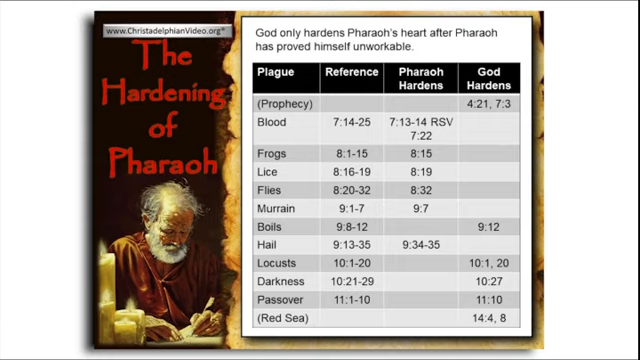 www.ChristadelphianVideo.org®
The
Hardening
of
Pharaoh
God only hardens Pharaoh's heart after Pharaoh
has proved himself unworkable.
Plague Reference Pharaoh Hardens God Hardens
(Prophecy) 4:21, 7:3
Blood 7:14-25 7:13-14 RSV
7:22
Frogs 8:1-15 8:15
Lice 8:16-19 8:19
Flies 8:20-32 8:32
Murrain 9:1-7 9:7
Boils 9:8-12 9:12
Hail 9:13-35 9:34-35
Locusts 10:1-20 10:1, 20
Darkness 10:21-29 10:27
Passover 11:1-10 11:10
(Red Sea) 14:4, 8